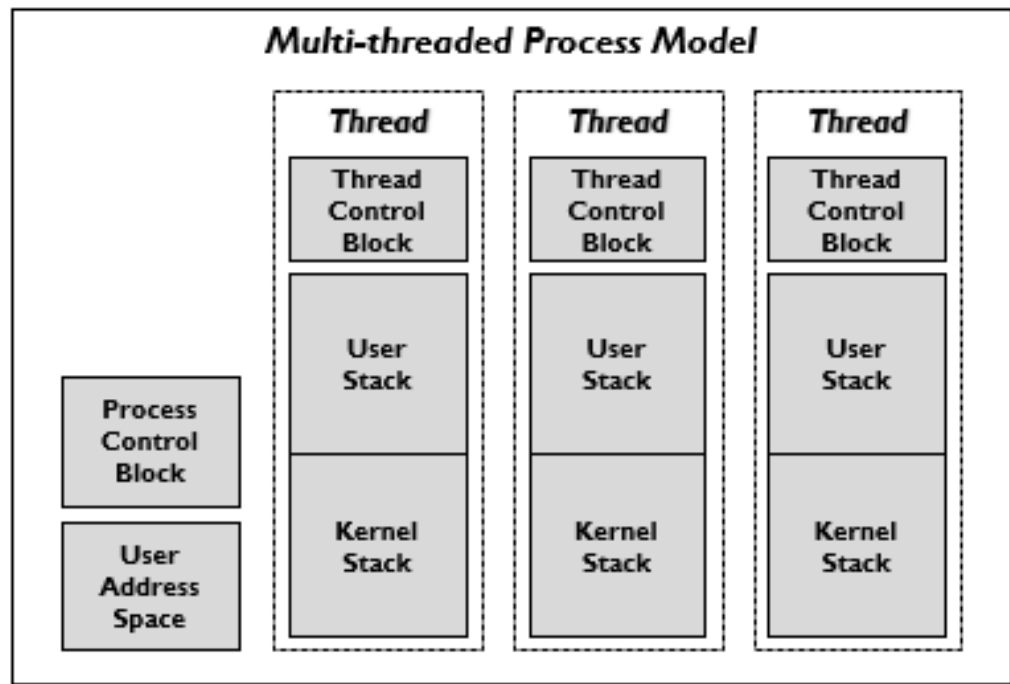 Multi-threaded Process Model
Thread
Thread
Control
Block
User
Stack
Kernel
Stack
Thread
Thread
Control
Block
User
Stack
Kernel
Stack
Thread
Thread
Control
Block
User
Stack
Kernel
Stack
Process
Control
Block
User
Address
Space